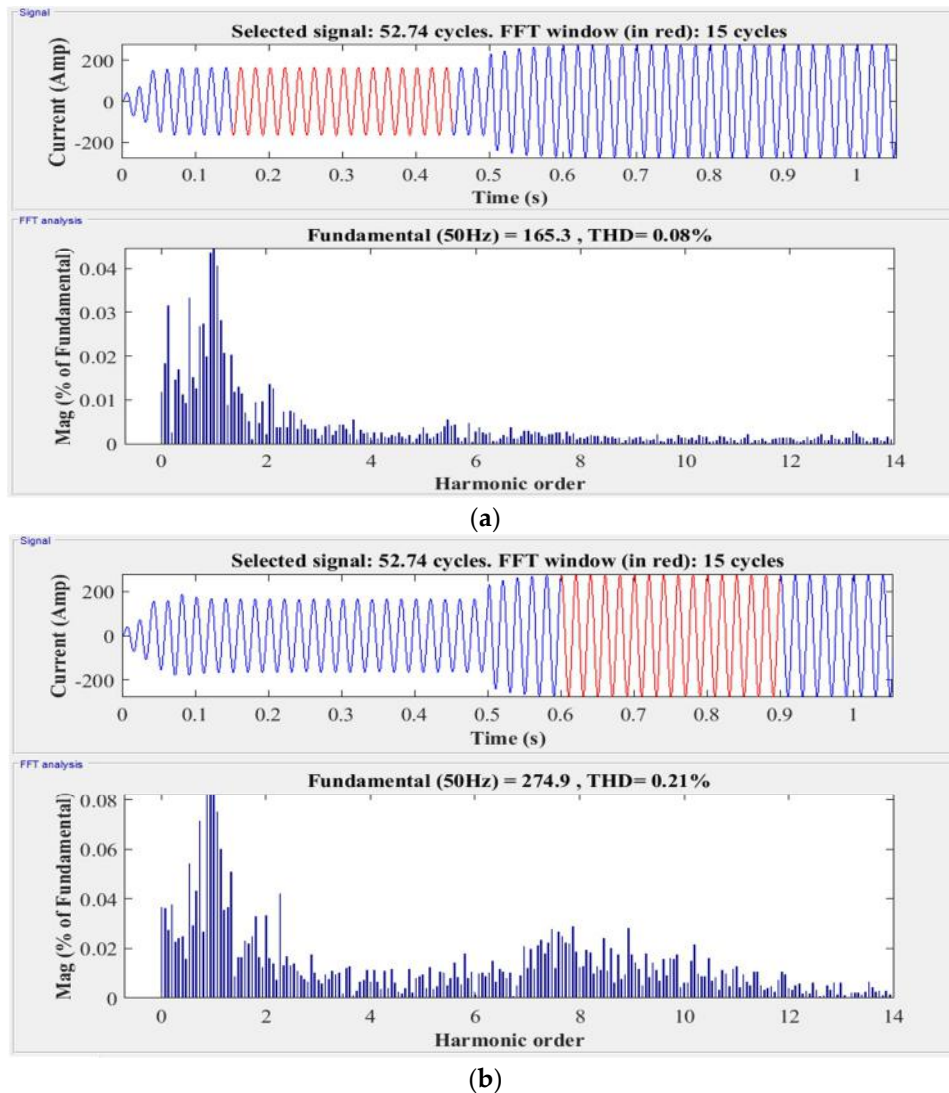 Signal
Selected signal: 52.74 cycles. FFT window (in red): 15 cycles
Current (Amp)
200
0
-200
0 0.1 0.2 0.3 0.4 0.5 0.6 0.7 0.8 0.9 1
Time (s)
FFT analysis
Fundamental (50Hz) = 165.3 , THD= 0.08%
Mag (% of Fundamental)
0.04
0.03
0.02
0.01
0
0 2 4 6 8 10 12 14
Harmonic order
(a)
Signal
Selected signal: 52.74 cycles. FFT window (in red): 15 cycles
Current (Amp)
200
0
-200
0 0.1 0.2 0.3 0.4 0.5 0.6 0.7 0.8 0.9 1
Time (s)
FFT analysis
Fundamental (50Hz) = 274.9 , THD= 0.21%
Mag (% of Fundamental)
0.08
0.06
0.04
0.02
0
0 2 4 6 8 10 12 14
Harmonic order
(b)